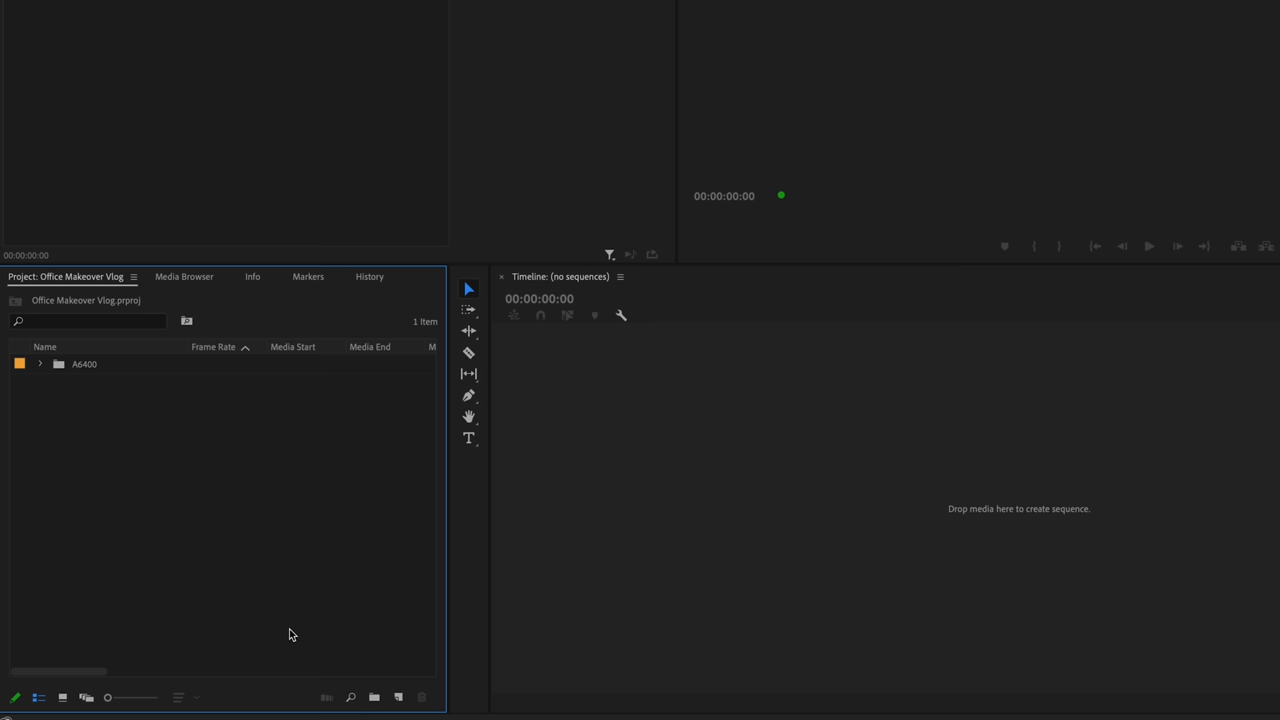 00:00:00:00
00:00:00:00
Project: Office Makeover Vlog
Media Browser
Info
Markers
History
Timeline: (no sequences)
Office Makeover Vlog.prproj
00:00:00:00
1 Item
Name
Frame Rate
Media Start
Media End
M
A6400
Drop media here to create sequence.